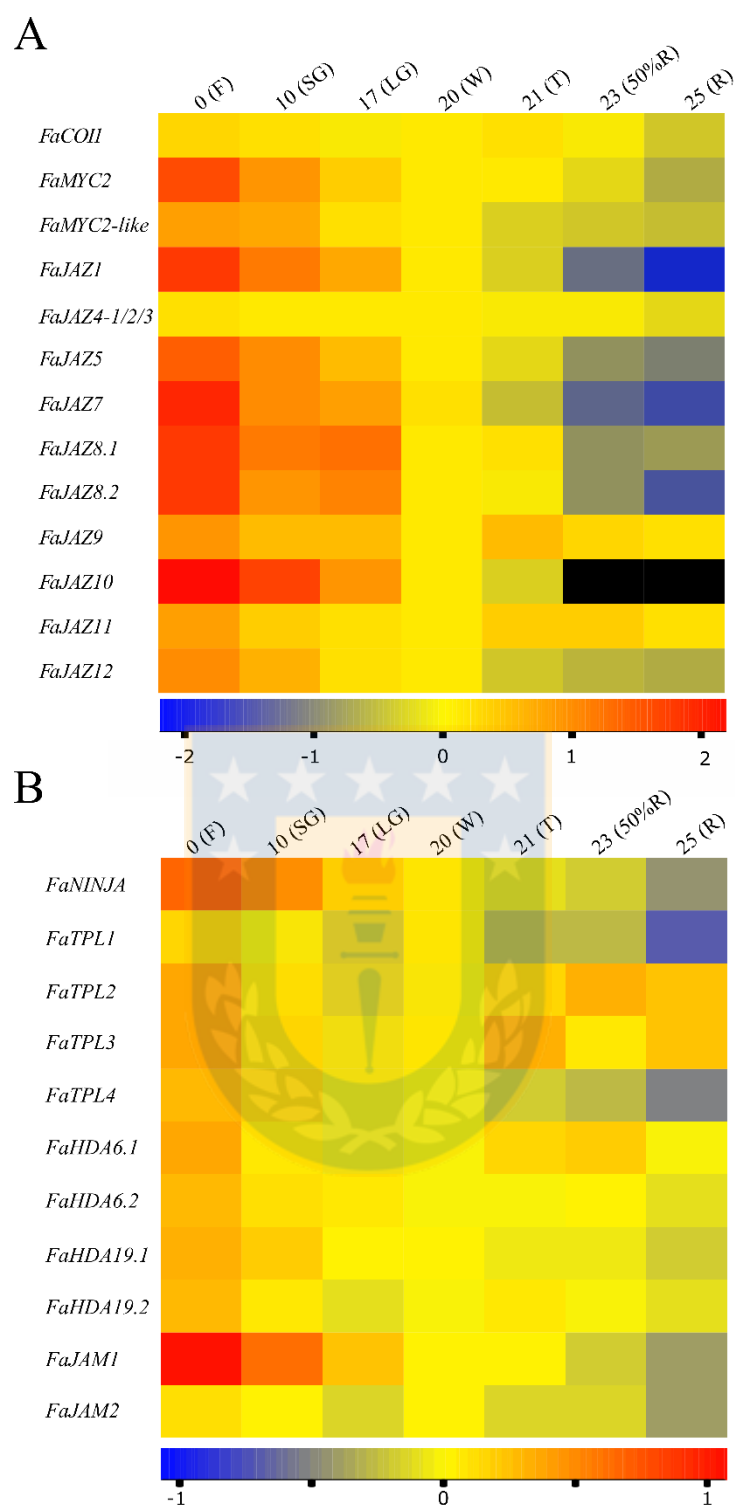 A
0 (F) 10 (SG) 17 (LG) 20 (W) 21 (T) 23 (50%R) 25 (R)
FaCOI1
FaMYC2
FaMYC2-like
FaJAZ1
FaJAZ4-1/2/3
FaJAZ5
FaJAZ7
FaJAZ8.1
FaJAZ8.2
FaJAZ9
FaJAZ10
FaJAZ11
FaJAZ12
-2 -1 0 1 2
B
0 (F) 10 (SG) 17 (LG) 20 (W) 21 (T) 23 (50%R) 25 (R)
FaNINJA
FaTPL1
FaTPL2
FaTPL3
FaTPL4
FaHDA6.1
FaHDA6.2
FaHDA19.1
FaHDA19.2
FaJAM1
FaJAM2
-1 0 1